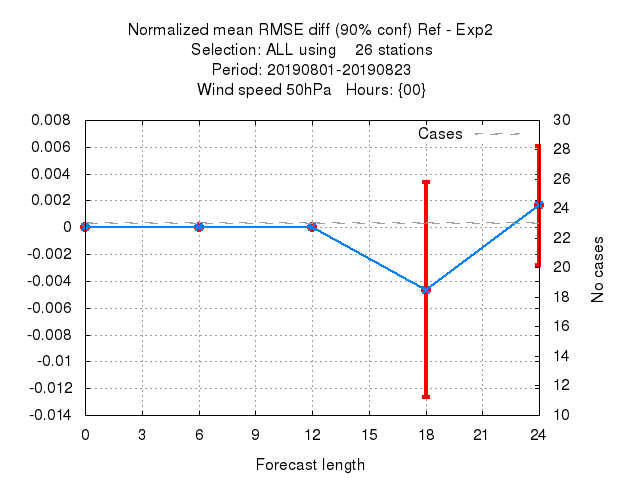 Normalized mean RMSE diff (90% conf) Ref - Exp2
Selection: ALL using    26 stations
Period: 20190801-20190823
Wind speed 50hPa   Hours: {00}
Cases
0.008
0.006
0.004
0.002
0
-0.002
-0.004
-0.006
-0.008
-0.01
-0.012
-0.014
30
28
26
24
22
20
18
16
14
12
10
No cases
0 3 6 9 12 15 18 21 24
Forecast length